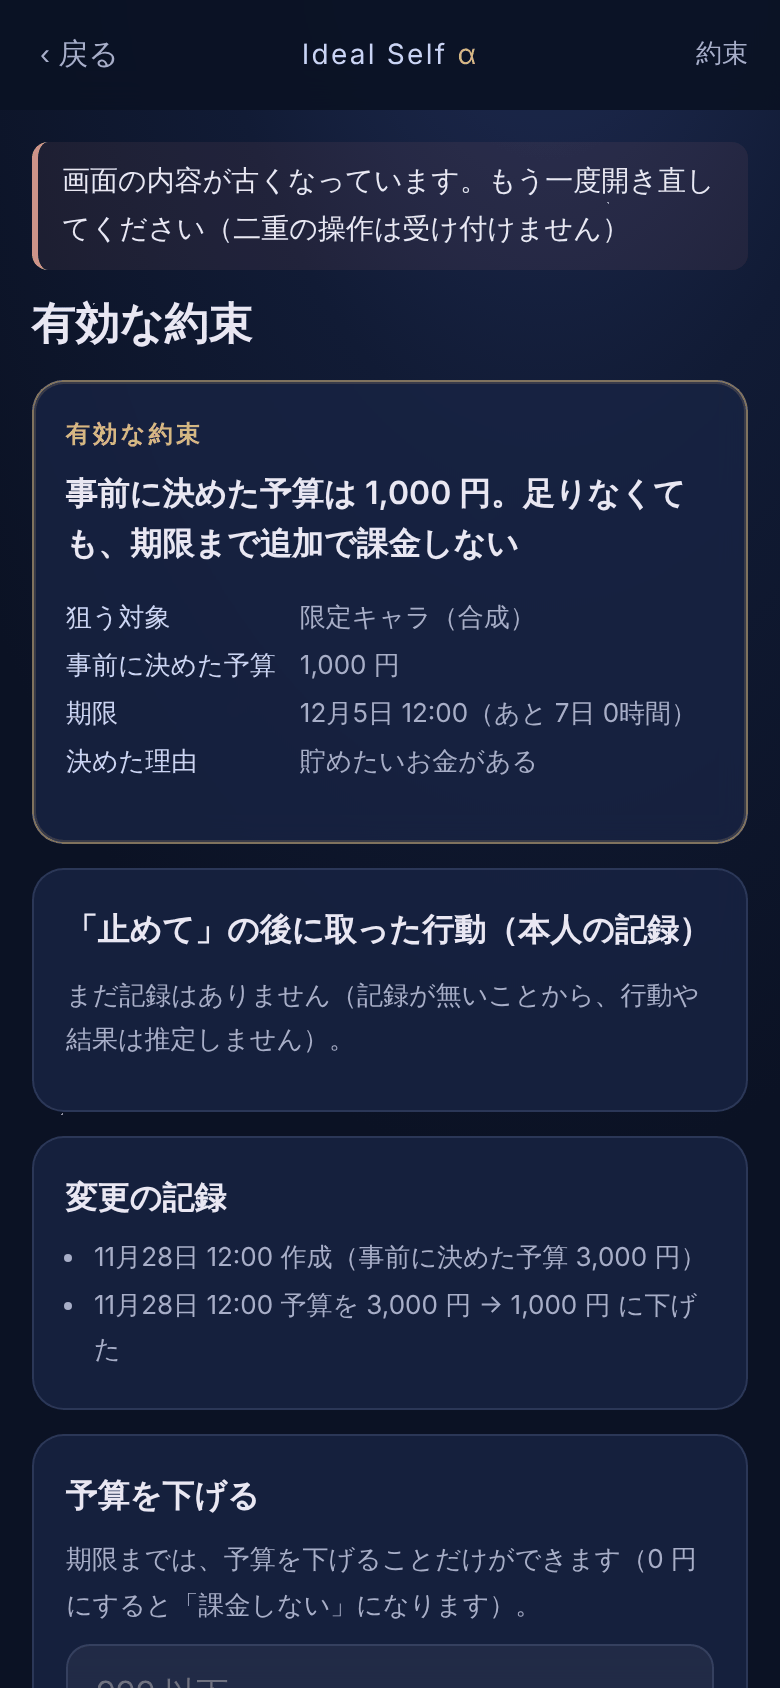 ‹ 戻る
Ideal Self α
約束
画面の内容が古くなっています。もう一度開き直し
てください（二重の操作は受け付けません）
有効な約束
有効な約束
事前に決めた予算は 1,000 円。足りなくて
も、期限まで追加で課金しない
狙う対象 限定キャラ（合成）
事前に決めた予算 1,000 円
期限 12月5日 12:00（あと 7日 0時間）
決めた理由 貯めたいお金がある
「止めて」の後に取った行動（本人の記録）
まだ記録はありません（記録が無いことから、行動や
結果は推定しません）。
変更の記録
• 11月28日 12:00 作成（事前に決めた予算 3,000 円）
• 11月28日 12:00 予算を 3,000 円 → 1,000 円 に下げ
た
予算を下げる
期限までは、予算を下げることだけができます（0 円
にすると「課金しない」になります）。